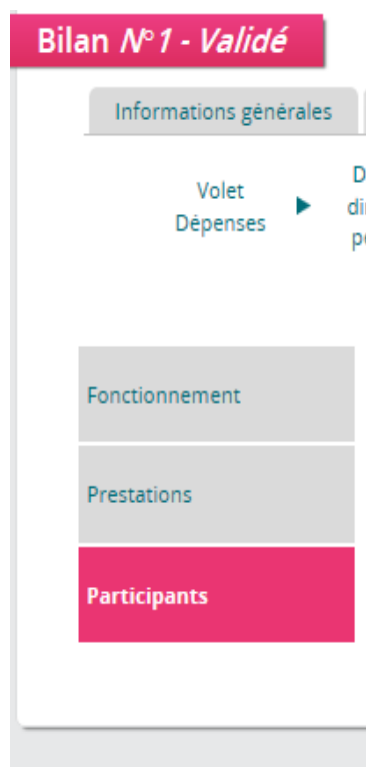 Bilan N°1 - Validé
Informations générales
Volet
Dépenses
Fonctionnement
Prestations
Participants